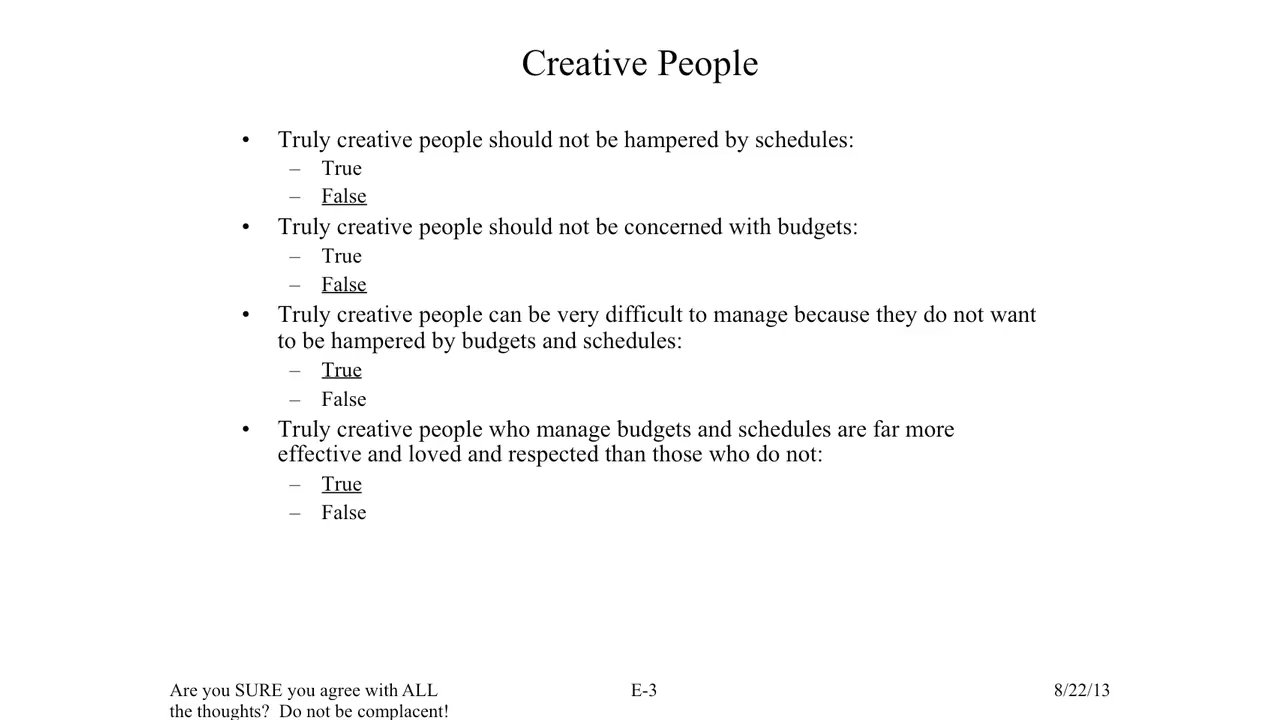 Creative People
• Truly creative people should not be hampered by schedules:
– True
– False
• Truly creative people should not be concerned with budgets:
– True
– False
• Truly creative people can be very difficult to manage because they do not want
to be hampered by budgets and schedules:
– True
– False
• Truly creative people who manage budgets and schedules are far more
effective and loved and respected than those who do not:
– True
– False
Are you SURE you agree with ALL
the thoughts? Do not be complacent!
E-3
8/22/13